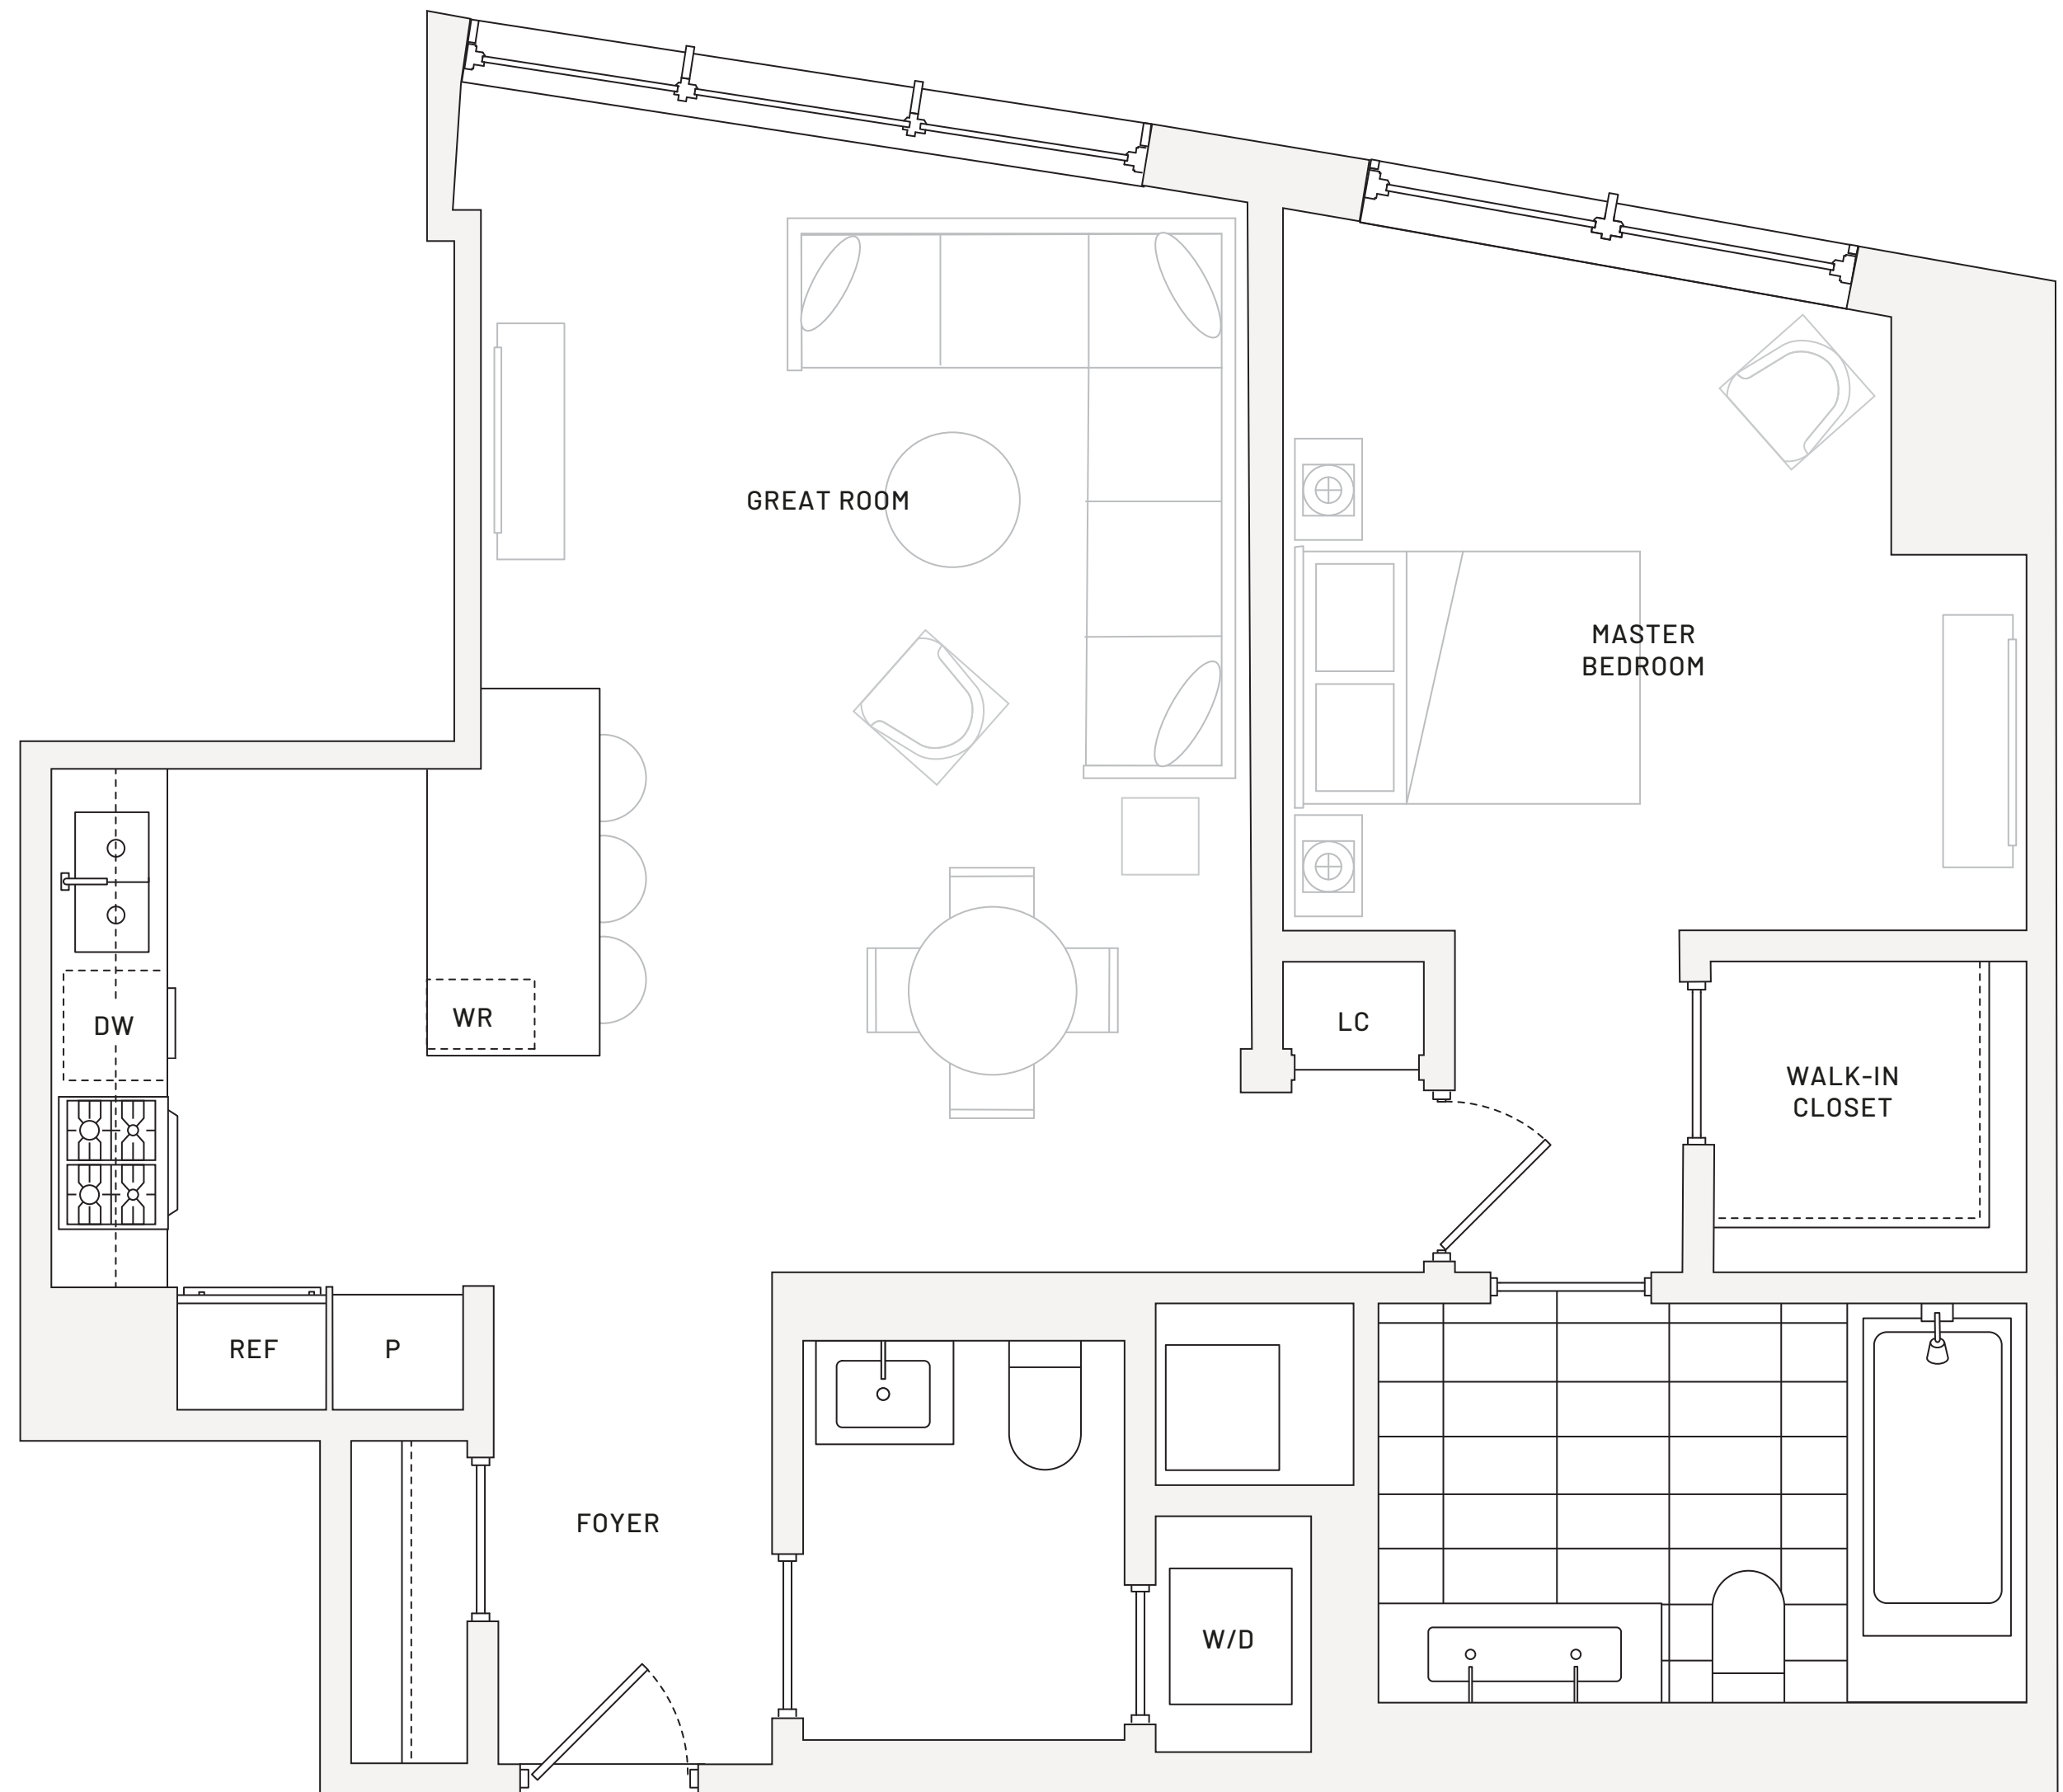 GREAT ROOM
MASTER
BEDROOM
DW
WR
LC
WALK-IN
CLOSET
REF
P
FOYER
W/D